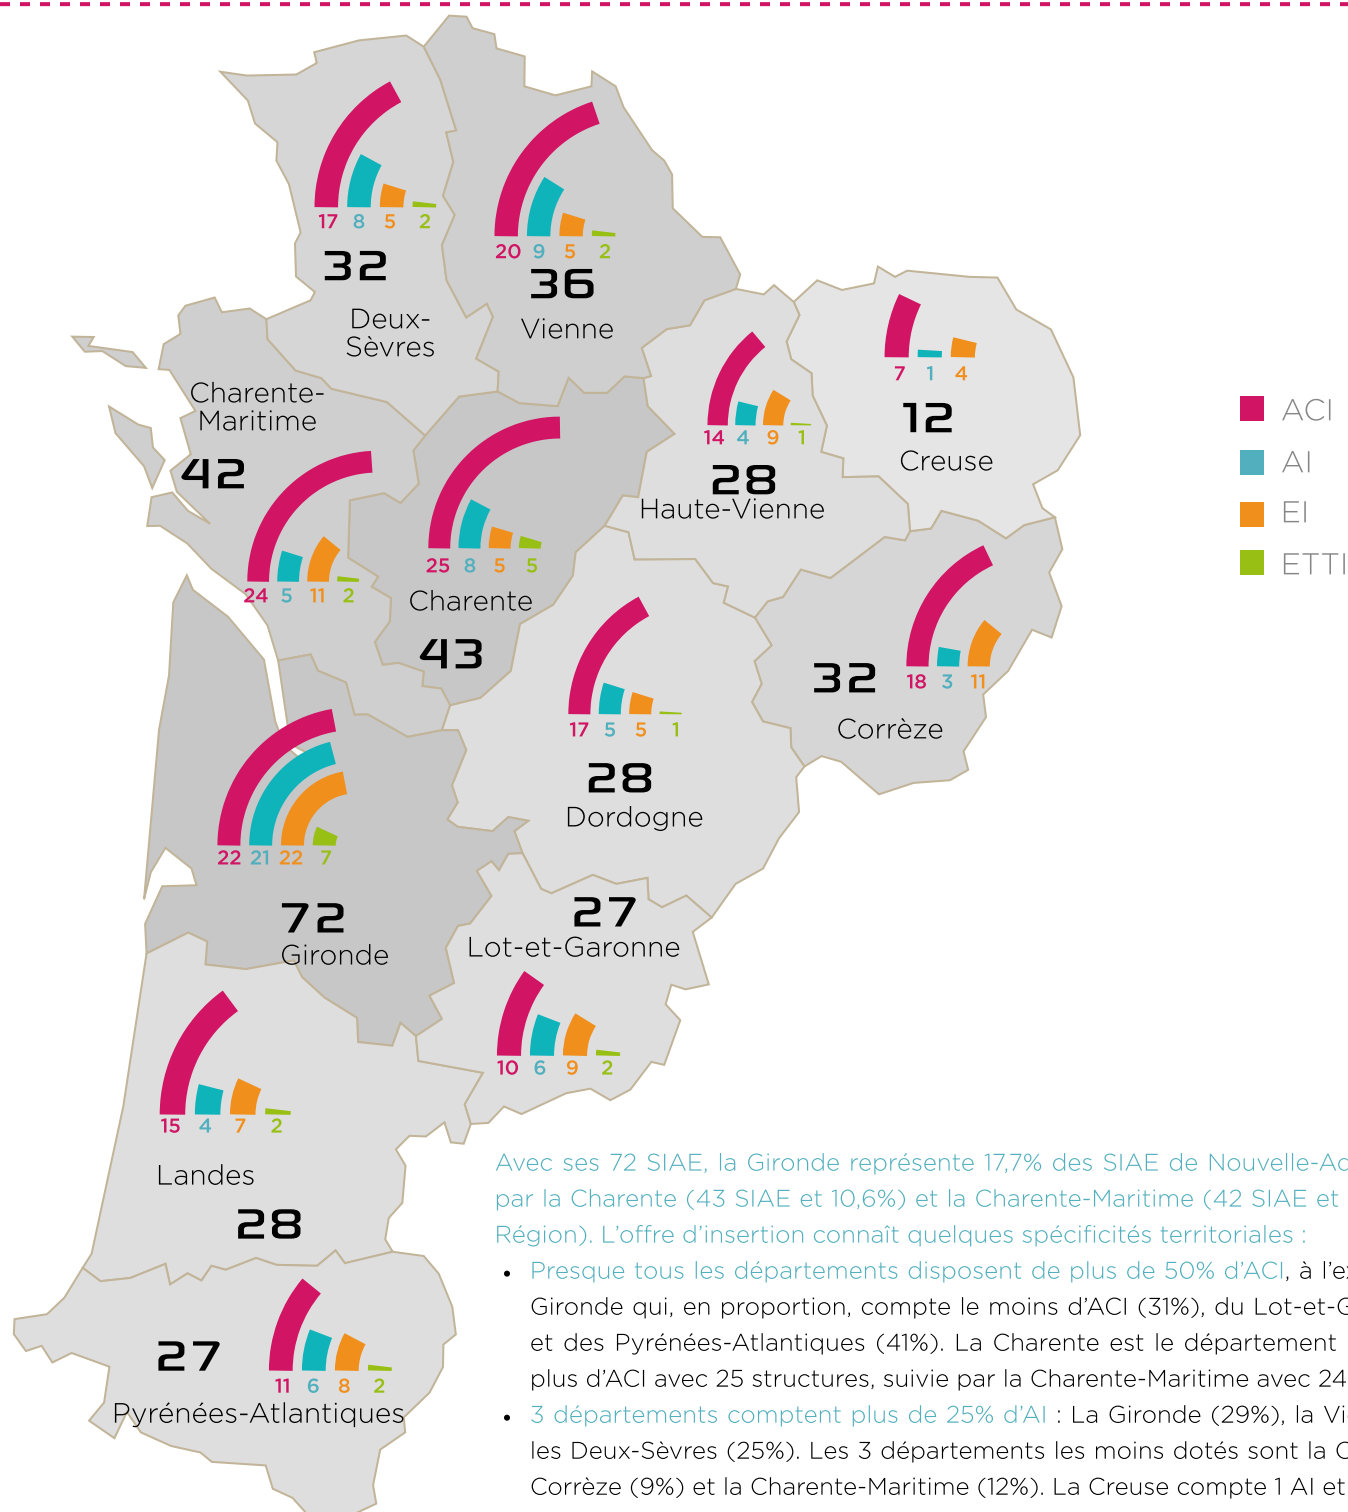 17 8 5 2
32
Deux-
Sèvres
20 9 5 2
36
Vienne
7 1 4
12
Creuse
14 4 9 1
28
Haute-Vienne
Charente-
Maritime
42
24 5 11 2
25 8 5 5
Charente
43
ACI
AI
EI
ETTI
18 3 11
32
Corrèze
17 5 5 1
28
Dordogne
22 21 22 7
72
Gironde
27
Lot-et-Garonne
10 6 9 2
15 4 7 2
Landes
28
27
11 6 8 2
Pyrénées-Atlantiques
Avec ses 72 SIAE, la Gironde représente 17,7% des SIAE de
par la Charente (43 SIAE et 10,6%) et la Charente-Maritime (42 SIAE et
Région). L’offre d’insertion connaît quelques spécificités territoriales :
• Presque tous les départements disposent de plus de 50% d’ACI, à
Gironde qui, en proportion, compte le moins d’ACI (31%), du
et des Pyrénées-Atlantiques (41%). La Charente est le département
plus d’ACI avec 25 structures, suivie par la Charente-Maritime avec 24
• 3 départements comptent plus de 25% d’AI : La Gironde (29%), la
les Deux-Sèvres (25%). Les 3 départements les moins dotés sont la
Corrèze (9%) et la Charente-Maritime (12%). La Creuse compte 1 AI et